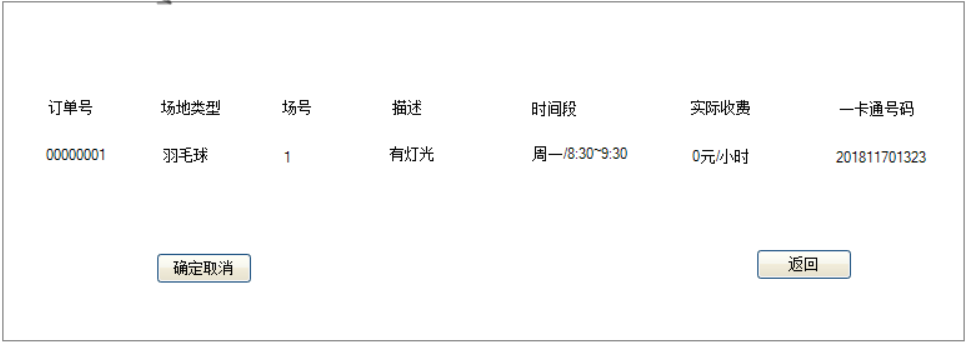 订单号 场地类型 场号 描述 时间段 实际收费 一卡通号码
00000001 羽毛球 1 有灯光 周一/8:30~9:30 0元/小时 201811701323
确定取消 返回